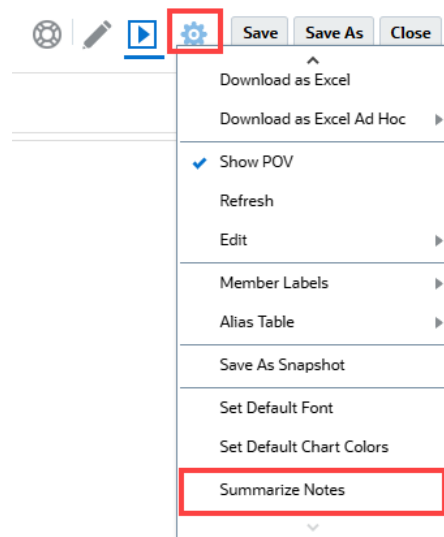 Save Save As Close
Download as Excel
Download as Excel Ad Hoc
Show POV
Refresh
Edit
Member Labels
Alias Table
Save As Snapshot
Set Default Font
Set Default Chart Colors
Summarize Notes